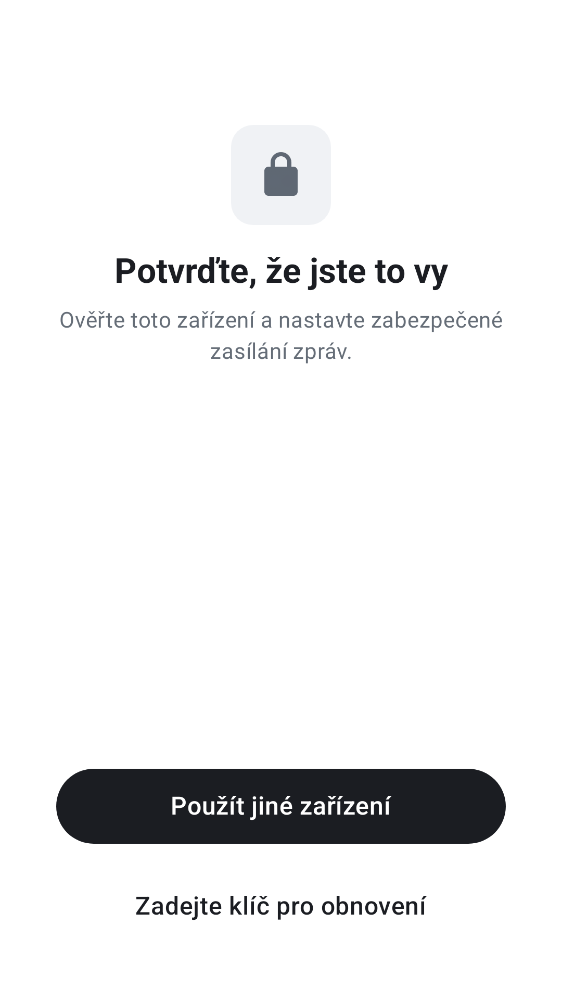 Potvrďte, že jste to vy
Ověřte toto zařízení a nastavte zabezpečené
zasílání zpráv.
Použít jiné zařízení
Zadejte klíč pro obnovení